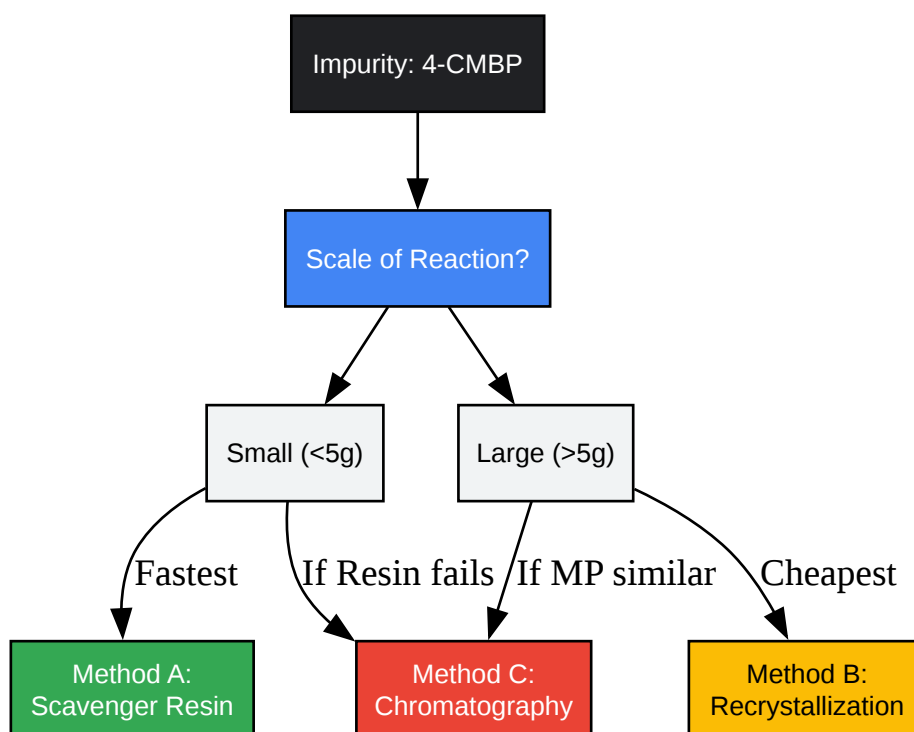 Impurity: 4-CMBP
Scale of Reaction?
Small (<5g)
Large (>5g)
Fastest
If Resin fails
If MP similar
Cheapest
Method A:
Scavenger Resin
Method C:
Chromatography
Method B:
Recrystallization